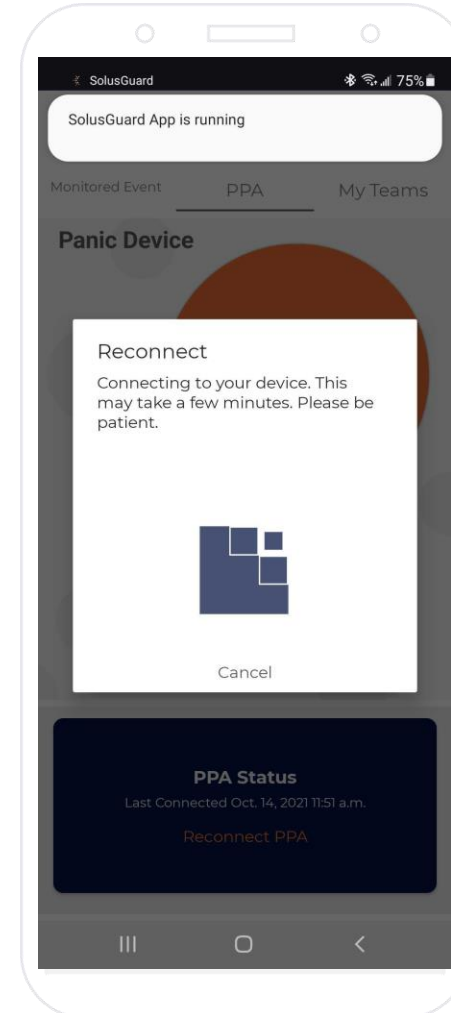 SolusGuard 75%
SolusGuard App is running
Monitored Event PPA My Teams
Panic Device
Reconnect
Connecting to your device. This
may take a few minutes. Please be
patient.
Cancel
PPA Status
Last Connected Oct. 14, 2021 11:51 a.m.
Reconnect PPA